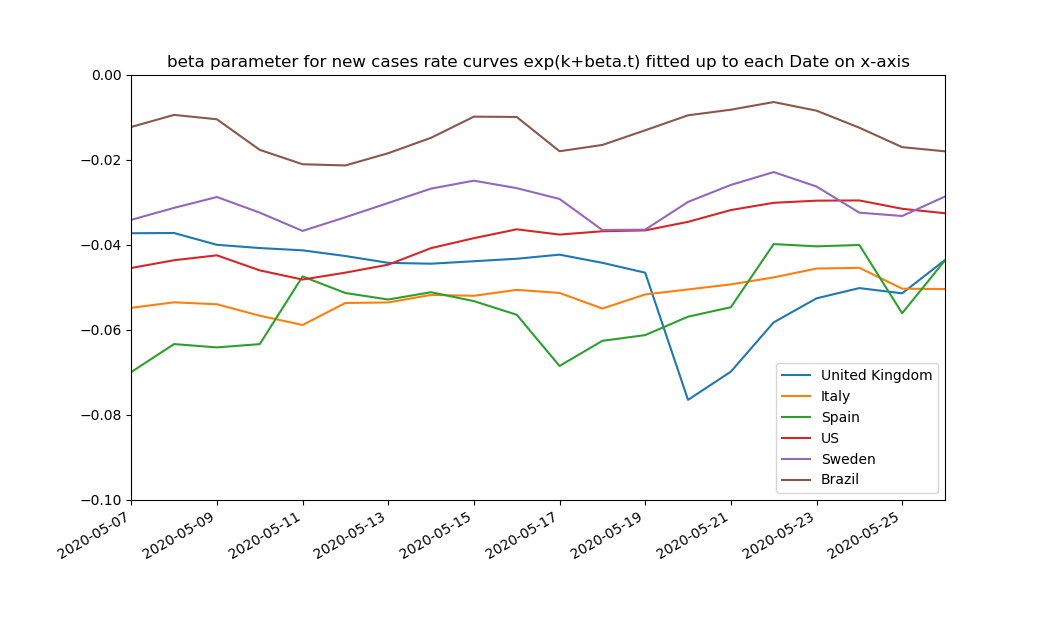 beta parameter for new cases rate curves exp(k+beta.t) fitted up to each Date on x-axis
0.00
−0.02
−0.04
−0.06
−0.08
−0.10
United Kingdom
Italy
Spain
US
Sweden
Brazil
2020-05-07
2020-05-09
2020-05-11
2020-05-13
2020-05-15
2020-05-17
2020-05-19
2020-05-21
2020-05-23
2020-05-25